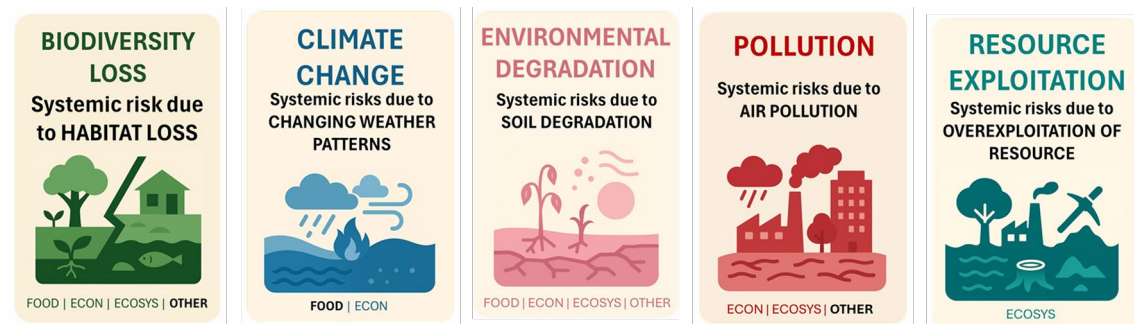 BIODIVERSITY
LOSS
Systemic risk due
to HABITAT LOSS
FOOD | ECON | ECOSYS | OTHER
CLIMATE
CHANGE
Systemic risks due to
CHANGING WEATHER
PATTERNS
FOOD | ECON
ENVIRONMENTAL
DEGRADATION
Systemic risks due to
SOIL DEGRADATION
FOOD | ECON | ECOSYS | OTHER
POLLUTION
Systemic risks due to
AIR POLLUTION
ECON | ECOSYS | OTHER
RESOURCE
EXPLOITATION
Systemic risks due to
OVEREXPLOITATION OF
RESOURCE
ECOSYS